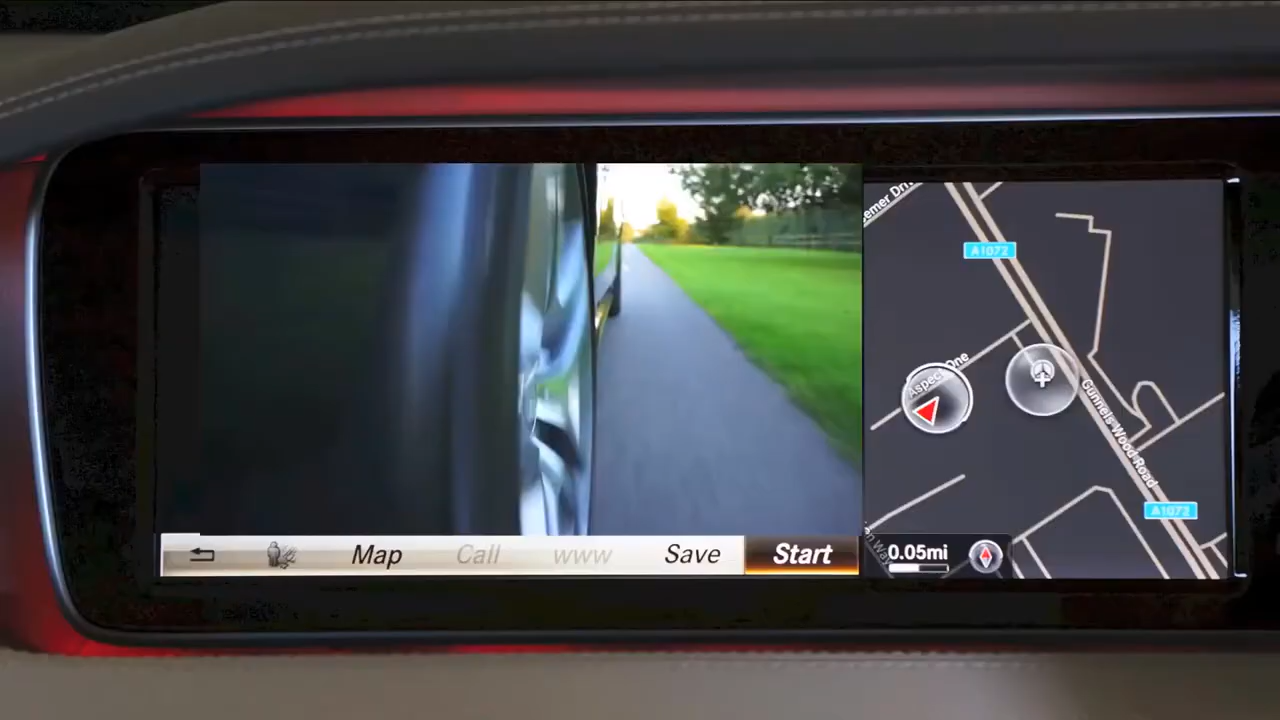 A1072
Aspect One
Gunnels Wood Road
A1072
Map Call www Save Start
0.05mi